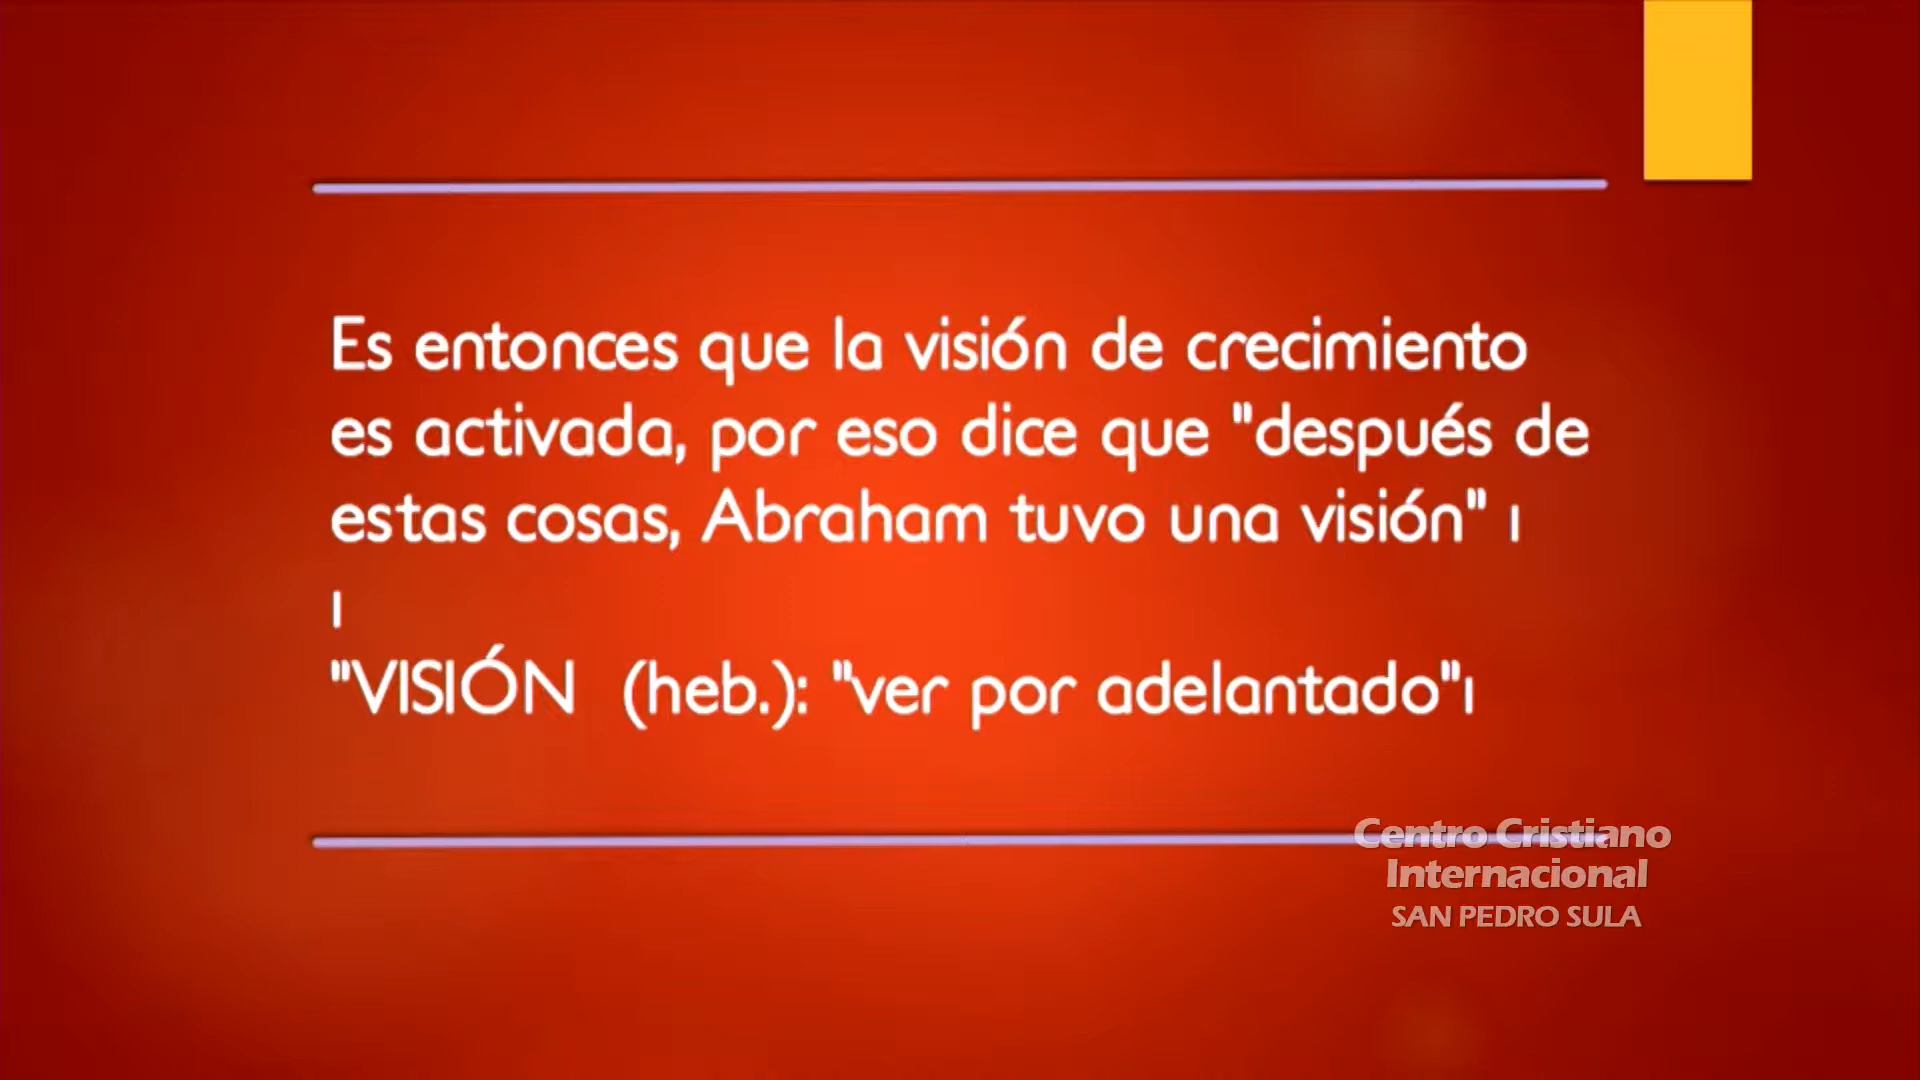 Es entonces que la visión de crecimiento
es activada, por eso dice que "después de
estas cosas, Abraham tuvo una visión" ı
ı
"VISIÓN (heb.): "ver por adelantado"ı
Centro Cristiano
Internacional
SAN PEDRO SULA